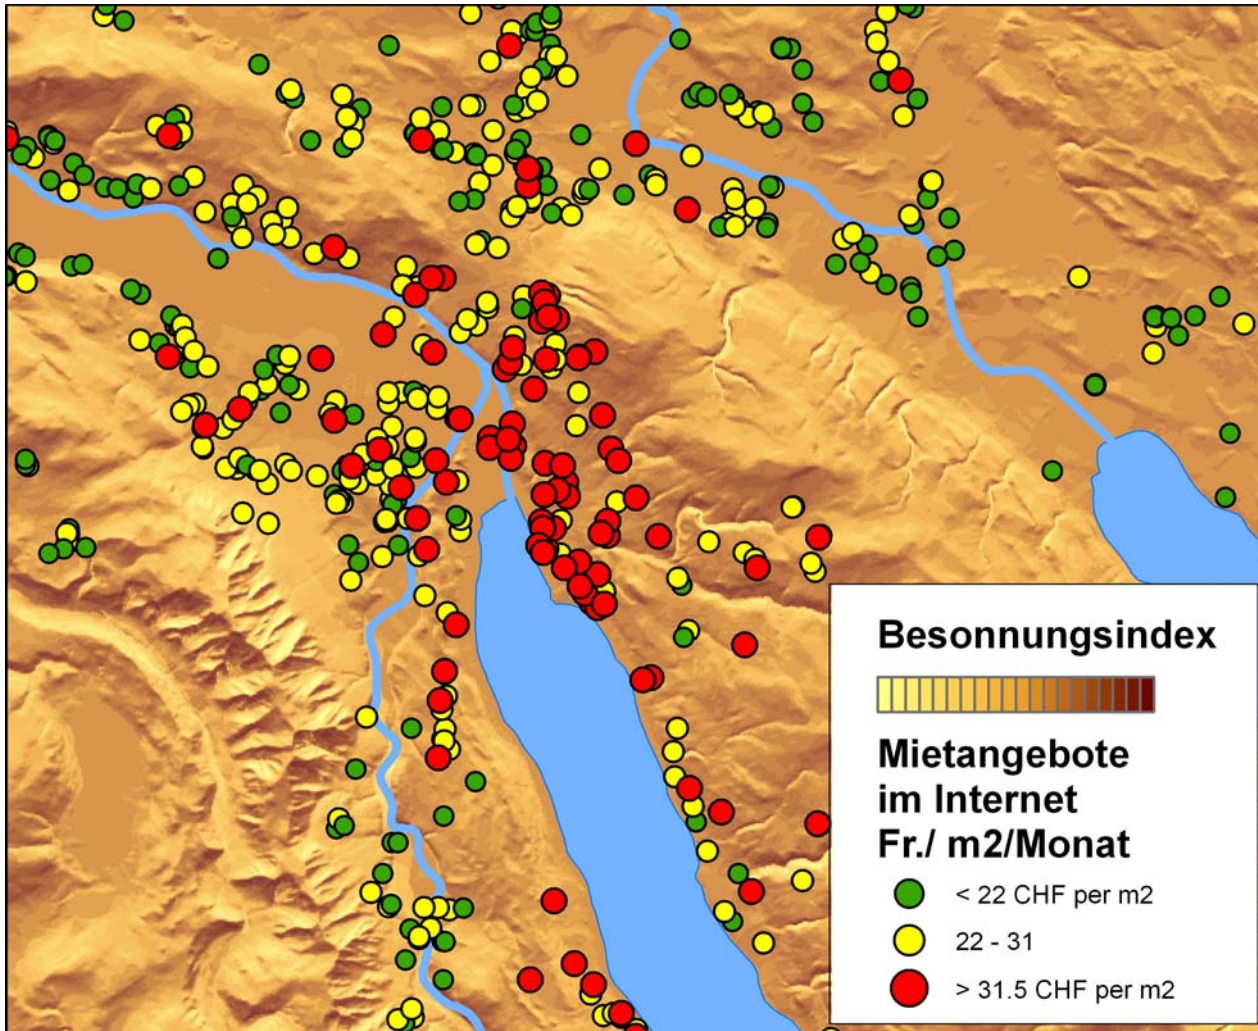 Besonnungsindex
Mietangebote
im Internet
Fr./ m2/Monat
< 22 CHF per m2
22 - 31
> 31.5 CHF per m2